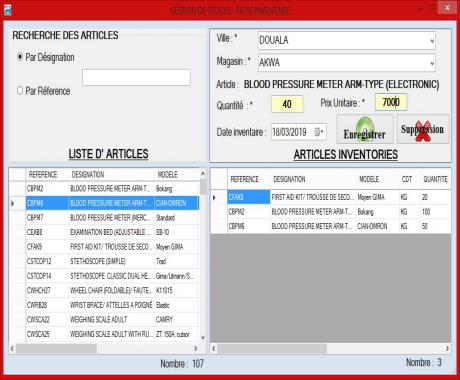 GESTION DE STOCKS - FICHE INVENTAIRE
RECHERCHE DES ARTICLES
Par Désignation
Par Réference
Ville : *
DOUALA
Magasin : *
AKWA
Article : BLOOD PRESSURE METER ARM-TYPE (ELECTRONIC)
Quantité : * 40
Prix Unitaire : * 7000
Date inventaire : 18/03/2019
Enregistrer
Suppression
LISTE D' ARTICLES
REFERENCE DESIGNATION MODELE
CBPM2 BLOOD PRESSURE METER ARM-T... Bokang
CBPM6 BLOOD PRESSURE METER ARM-T... CIAN-OMRON
CBPM7 BLOOD PRESSURE METER (MERC... Standard
CEXB8 EXAMINATION BED (ADJUSTABLE ... EB-10
CFAK9 FIRST AID KIT/ TROUSSE DE SECO... Moyen GIMA
CSTCOP12 STETHOSCOPE (SIMPLE) Trad
CSTCOP14 STETHOSCOPE CLASSIC DUAL HE... Gima/Litmann/S...
CWHCH27 WHEEL CHAIR (FOLDABLE)/ FAUTE... K11015
CWRB28 WRIST BRACE/ ATTELLES A POIGNÉ Elastic
CWSCA22 WEIGHING SCALE ADULT CAMRY
CWSCA25 WEIGHING SCALE ADULT WITH RU... ZT.150A, cutsor
Nombre : 107
ARTICLES INVENTORIES
REFERENCE DESIGNATION MODELE CDT QUANTITE
CFAK9 FIRST AID KIT/ TROUSSE DE SECO... Moyen GIMA KG 20
CBPM2 BLOOD PRESSURE METER ARM-T... Bokang KG 100
CBPM6 BLOOD PRESSURE METER ARM-T... CIAN-OMRON KG 50
Nombre : 3